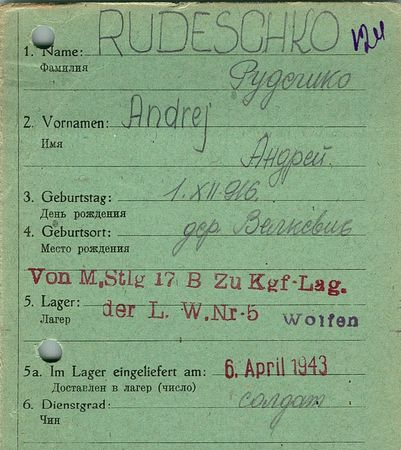 1. Name: RUDESCHKO
Фамилия
Рудешко
2. Vornamen: Andrej
Имя
Андрей
3. Geburtstag: 1.XII.916.
День рождения
4. Geburtsort: дер.
Место рождения
Von M.Stlg 17 B Zu Kgf-Lag.
5. Lager: der L. W.Nr-5 Wolfen
Лагерь
5a. Im Lager eingeliefert am: 6. April 1943
Доставлен в лагерь (число)
6. Dienstgrad: солдат
Чин